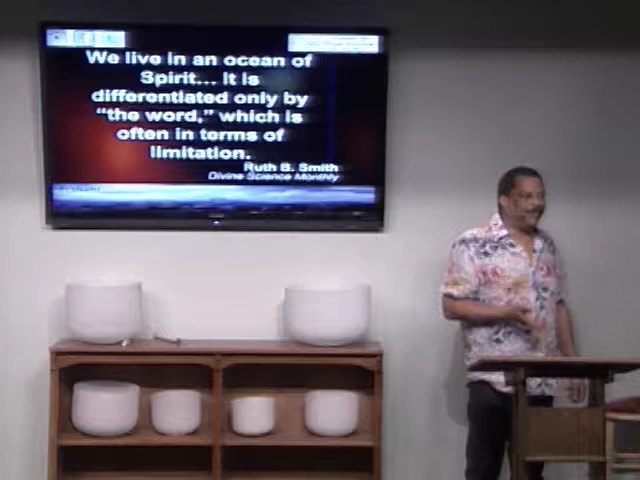 We live in an ocean of
Spirit... It is
differentiated only by
“the word,” which is
often in terms of
limitation.
Ruth B. Smith
Divine Science Monthly